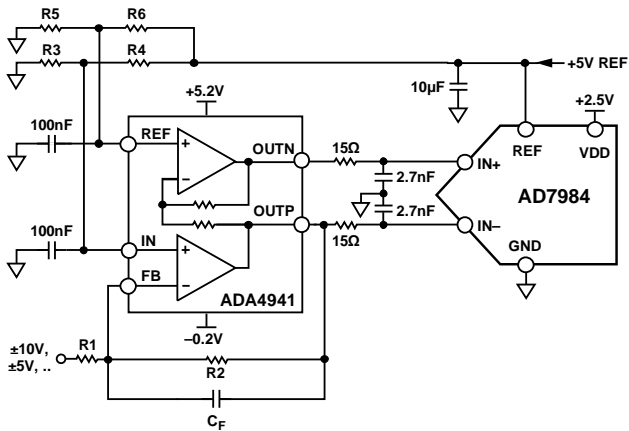 R5 R6
R3 R4
+5V REF
10µF
+5.2V
+2.5V
100nF
REF
OUTN
15Ω
REF VDD
IN+
2.7nF
AD7984
2.7nF
OUTP
100nF
IN
15Ω
IN–
FB
GND
ADA4941
–0.2V
±10V,
±5V, ..
R1
R2
CF